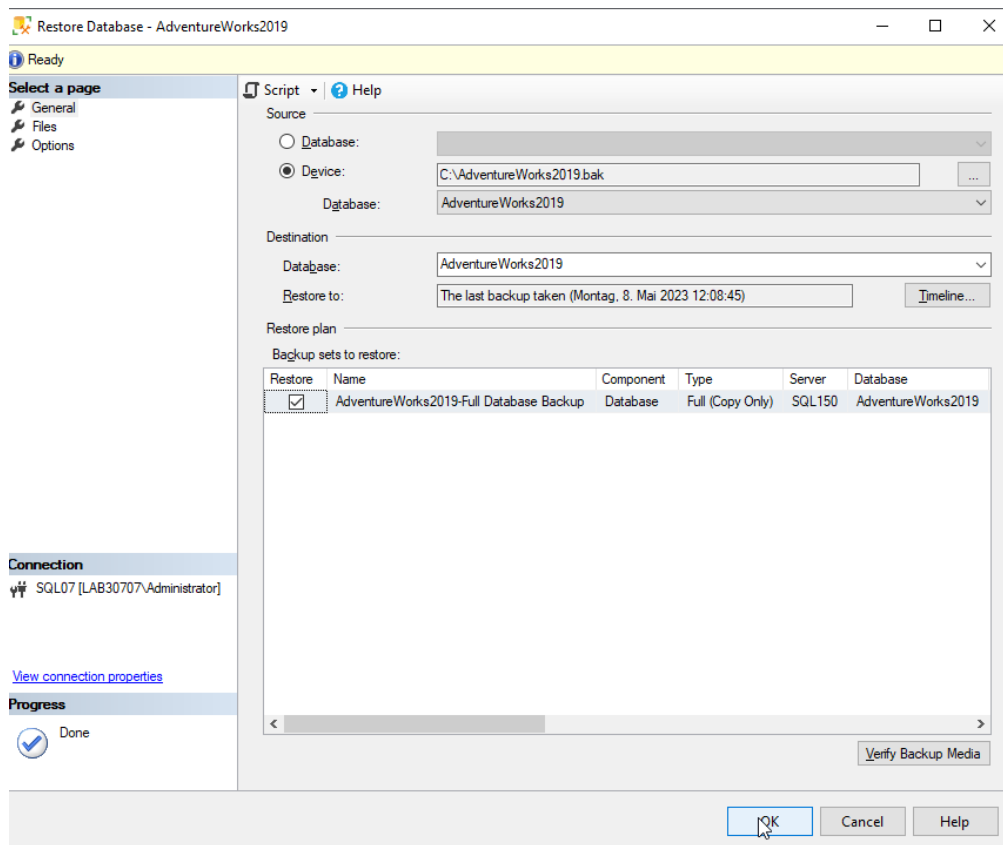 Restore Database - AdventureWorks2019
Ready
Select a page
General
Files
Options
Script Help
Source
Database:
Device: C:\AdventureWorks2019.bak ...
Database: AdventureWorks2019
Destination
Database: AdventureWorks2019
Restore to: The last backup taken (Montag, 8. Mai 2023 12:08:45) Timeline...
Restore plan
Backup sets to restore:
Restore Name Component Type Server Database
AdventureWorks2019-Full Database Backup Database Full (Copy Only) SQL150 AdventureWorks2019
Connection
SQL07 [LAB30707\Administrator]
View connection properties
Progress
Done
Verify Backup Media
OK Cancel Help